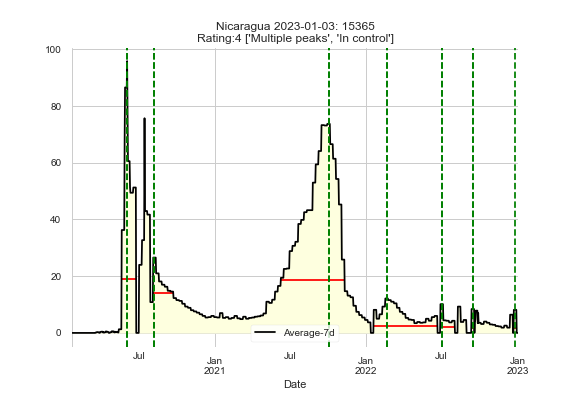 Nicaragua 2023-01-03: 15365
Rating:4 ['Multiple peaks', 'In control']
100
80
60
40
20
0
Average-7d
Jul
Jan
2021
Jul
Jan
2022
Jul
Jan
2023
Date